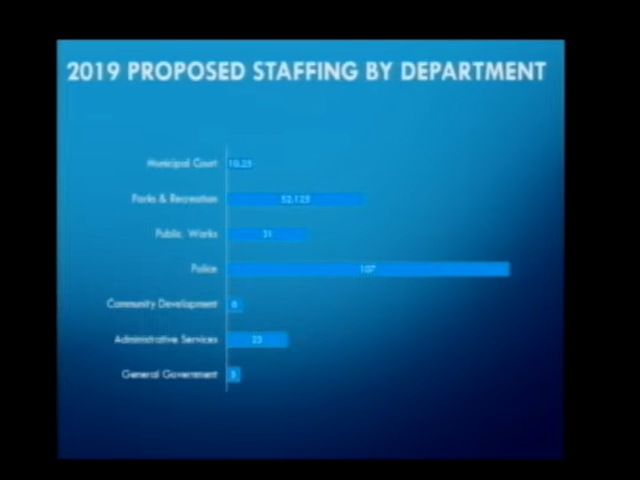 2019 PROPOSED STAFFING BY DEPARTMENT
Municipal Court 10.25
Parks & Recreation 52.125
Public Works 31
Police 107
Community Development 6
Administrative Services 23
General Government 5